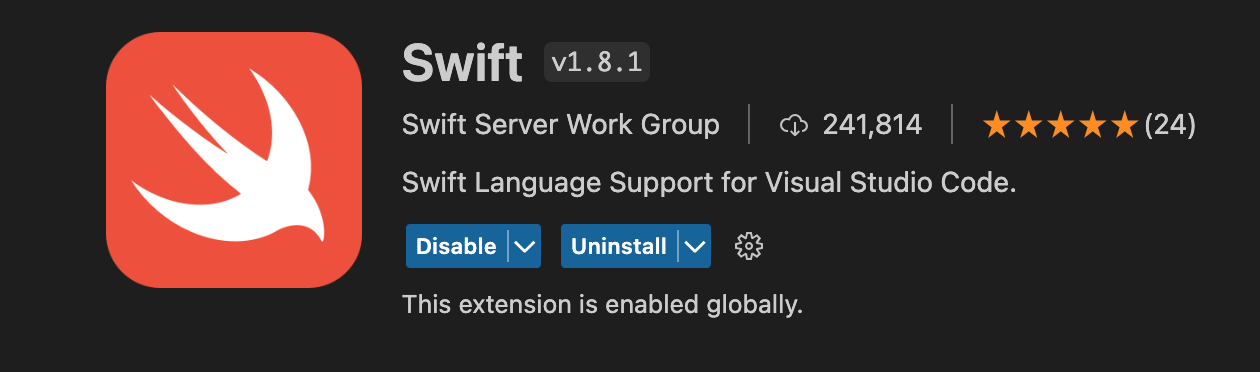 Swift v1.8.1
Swift Server Work Group 241,814 (24)
Swift Language Support for Visual Studio Code.
Disable Uninstall
This extension is enabled globally.